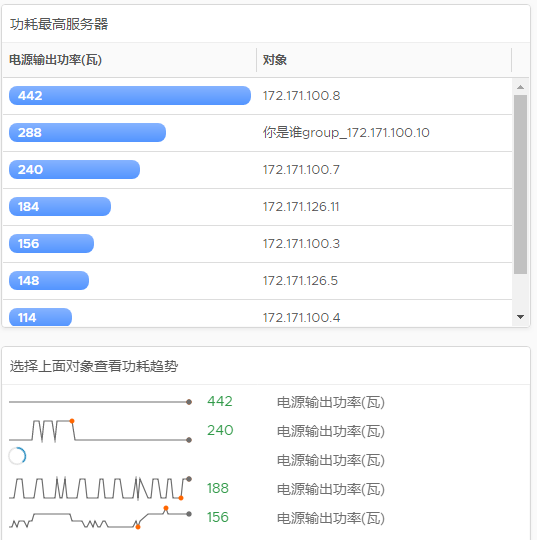 功耗最高服务器
电源输出功率(瓦) 对象
442 172.171.100.8
288 你是谁group_172.171.100.10
240 172.171.100.7
184 172.171.126.11
156 172.171.100.3
148 172.171.126.5
114 172.171.100.4
选择上面对象查看功耗趋势
442 电源输出功率(瓦)
240 电源输出功率(瓦)
电源输出功率(瓦)
188 电源输出功率(瓦)
156 电源输出功率(瓦)